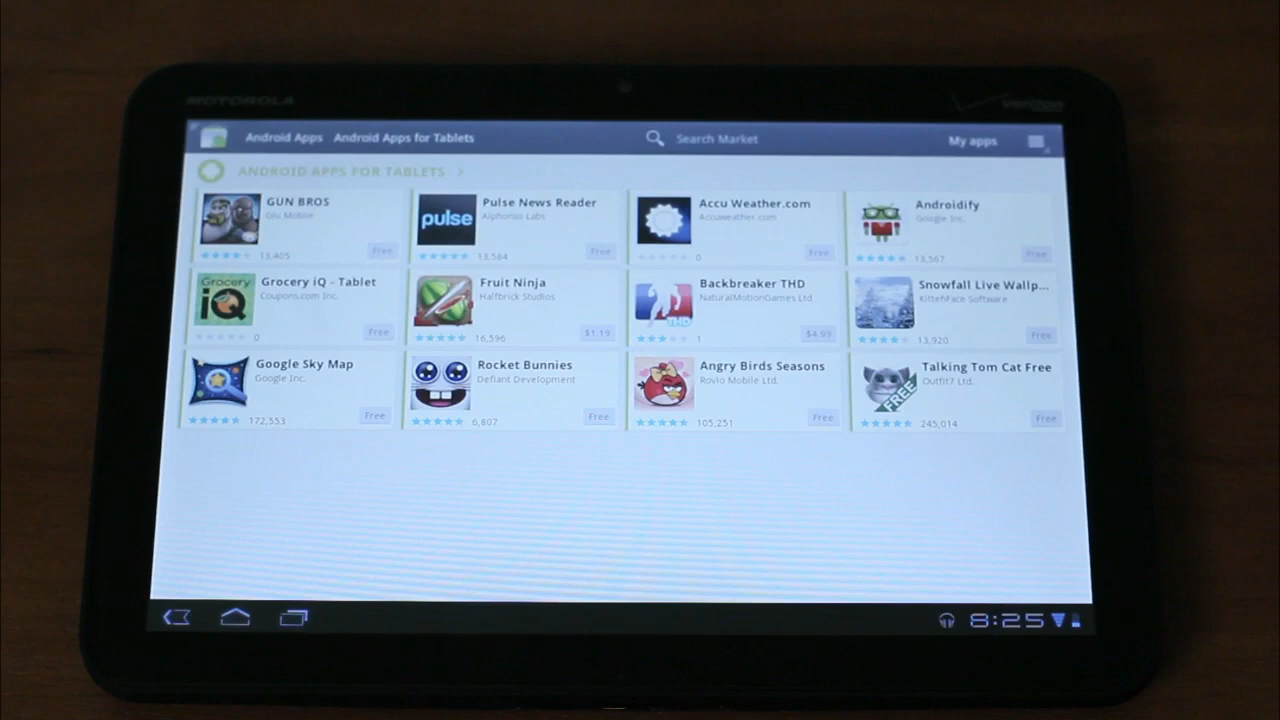 MOTOROLA verizon
Android Apps Android Apps for Tablets Search Market My apps
ANDROID APPS FOR TABLETS >
GUN BROS
Glu Mobile
13,405 Free
pulse
Pulse News Reader
Alphonso Labs
13,584 Free
Accu Weather.com
Accuweather.com
0 Free
Androidify
Google Inc.
13,567 Free
Grocery iQ
Grocery iQ - Tablet
Coupons.com Inc.
0 Free
Fruit Ninja
Halfbrick Studios
16,596 $1.19
THD
Backbreaker THD
NaturalMotionGames Ltd
1 $4.99
Snowfall Live Wallp...
KittehFace Software
13,920 Free
Google Sky Map
Google Inc.
172,553 Free
Rocket Bunnies
Defiant Development
6,807 Free
Angry Birds Seasons
Rovio Mobile Ltd.
105,251 Free
FREE
Talking Tom Cat Free
Outfit7 Ltd.
245,014 Free
8:25